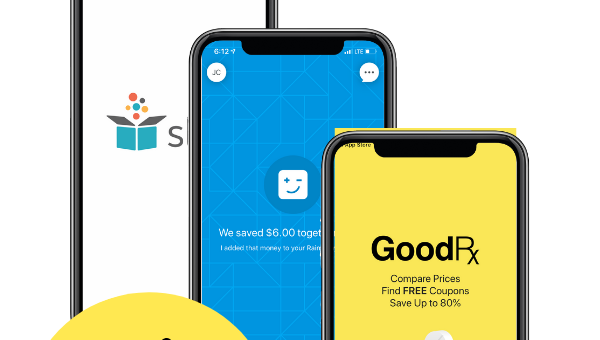 6:12
LTE
JC
s
We saved $6.00 toget
I added that money to your Rain
App Store
GoodRx
Compare Prices
Find FREE Coupons
Save Up to 80%